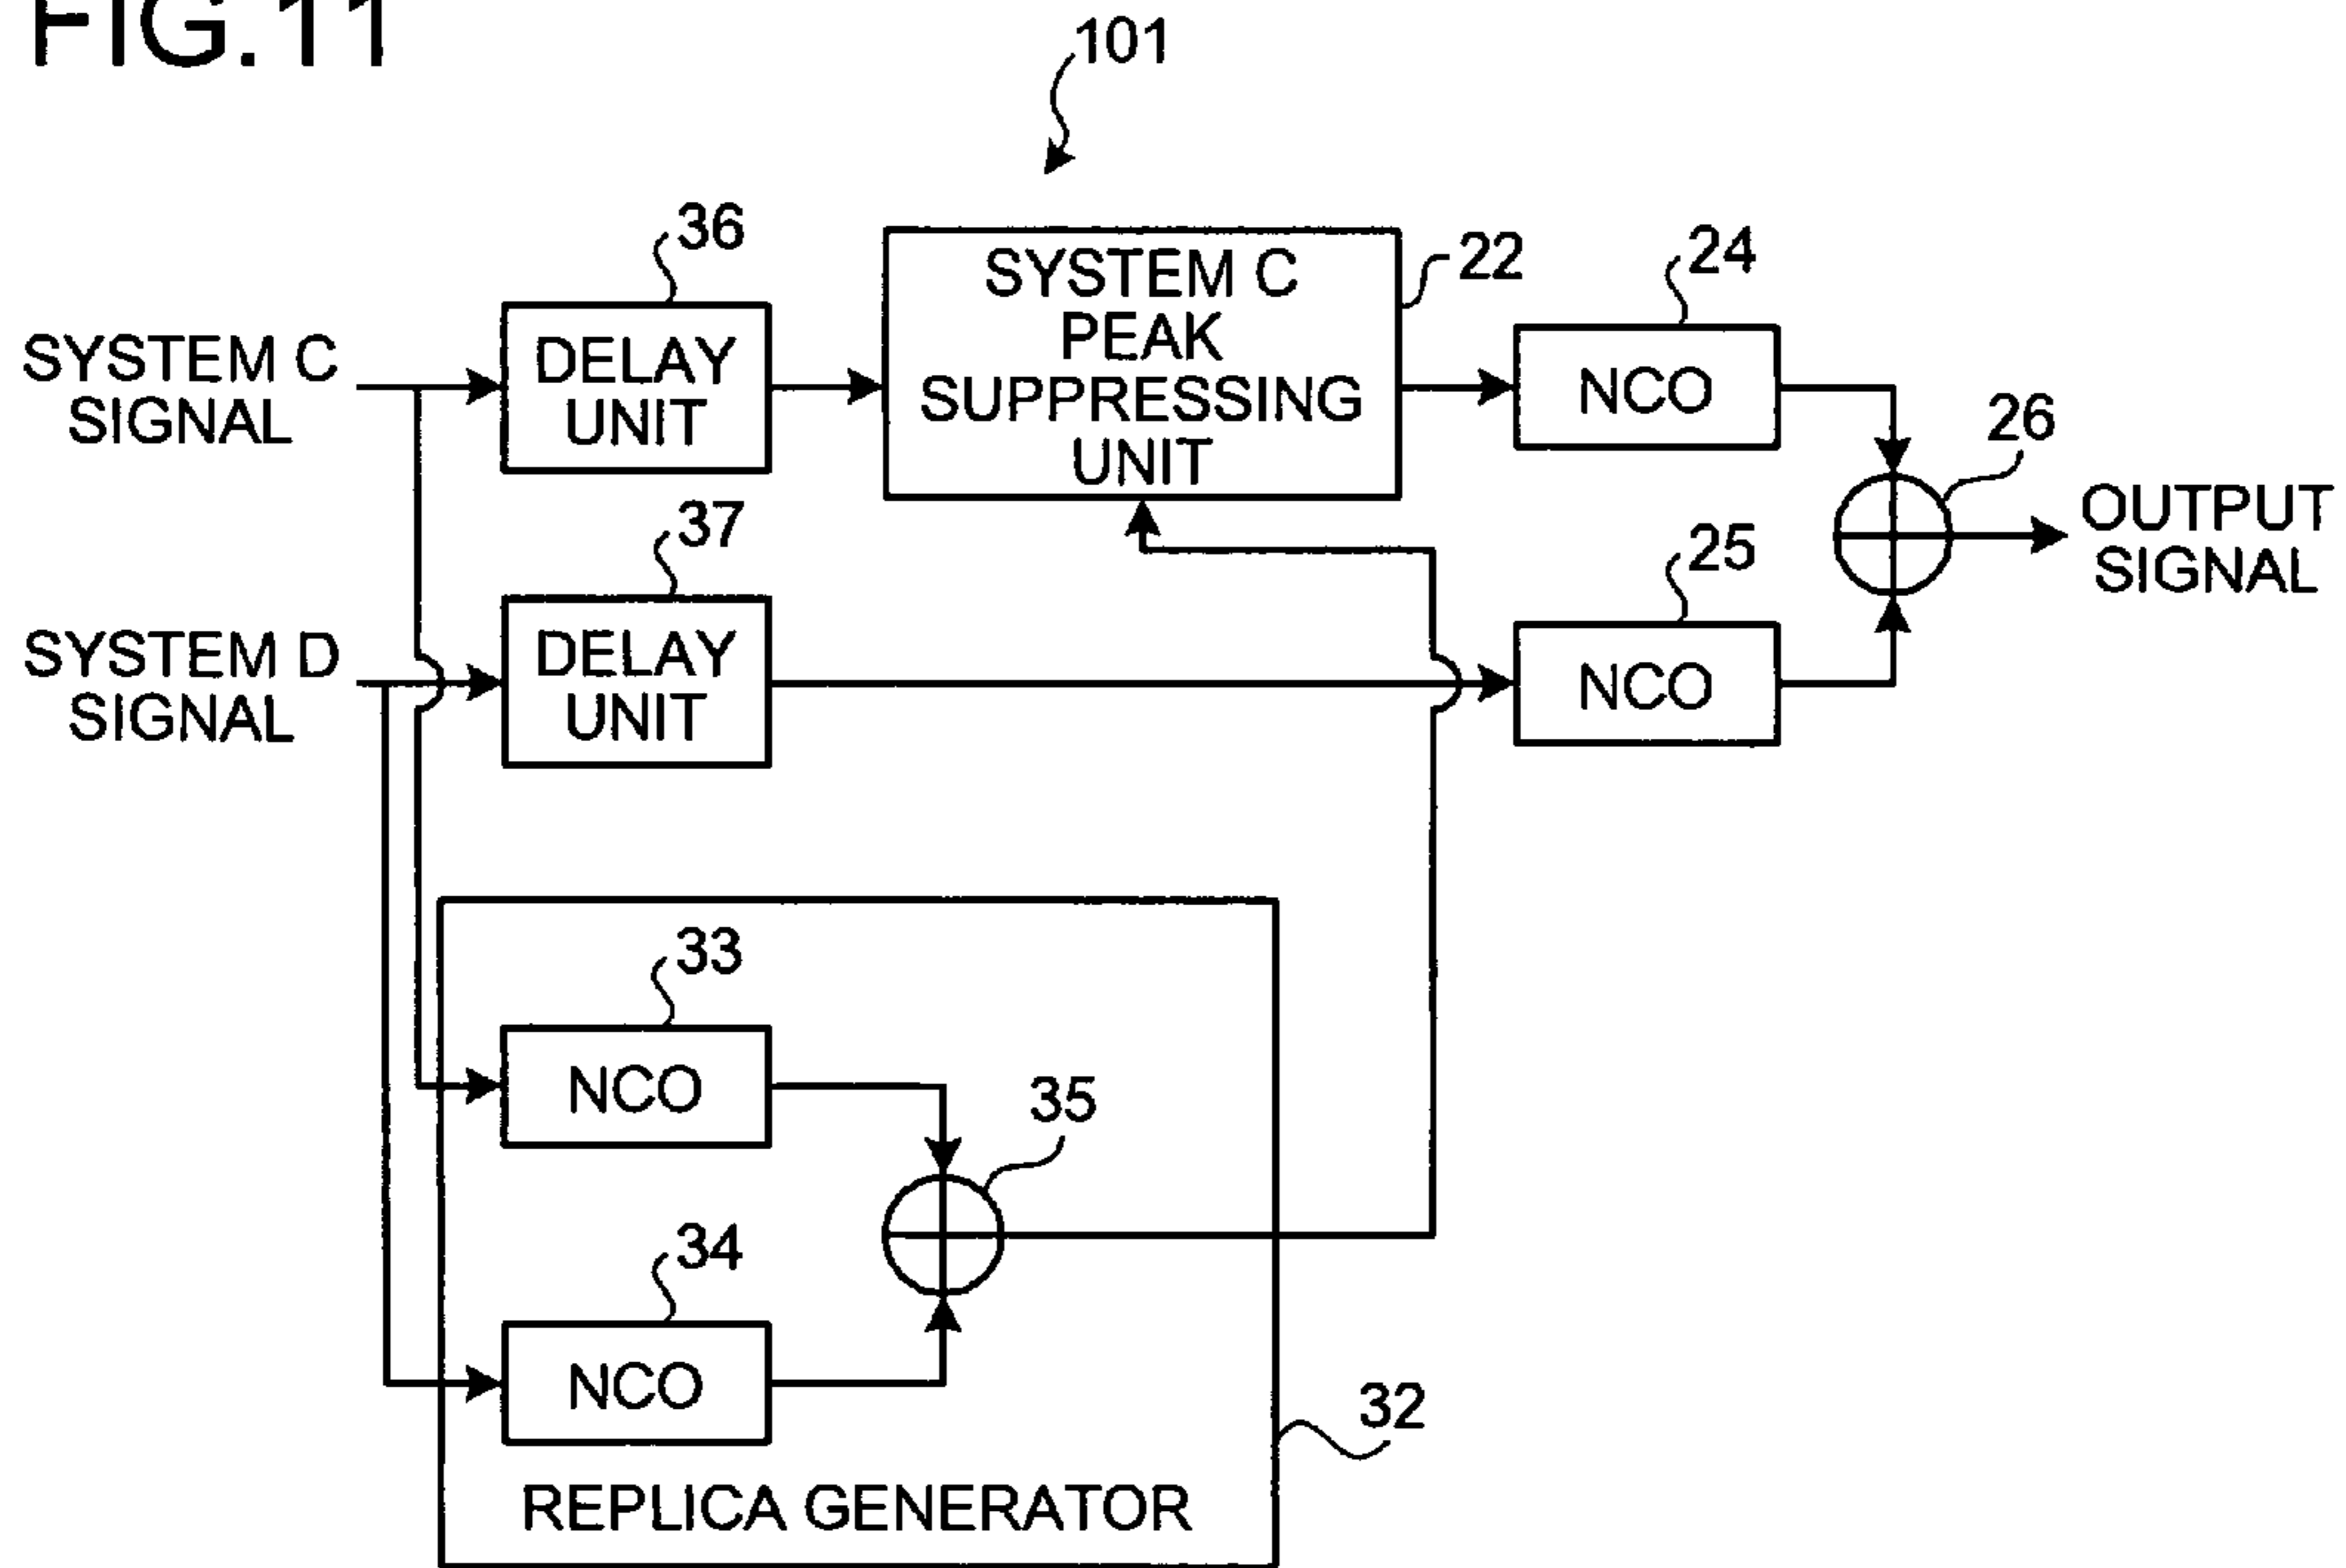 FIG.11
101
36
SYSTEM C
PEAK
SUPPRESSING
UNIT
22
24
SYSTEM C
SIGNAL
DELAY
UNIT
NCO
26
OUTPUT
SIGNAL
37
25
SYSTEM D
SIGNAL
DELAY
UNIT
NCO
33
NCO
35
34
NCO
32
REPLICA GENERATOR